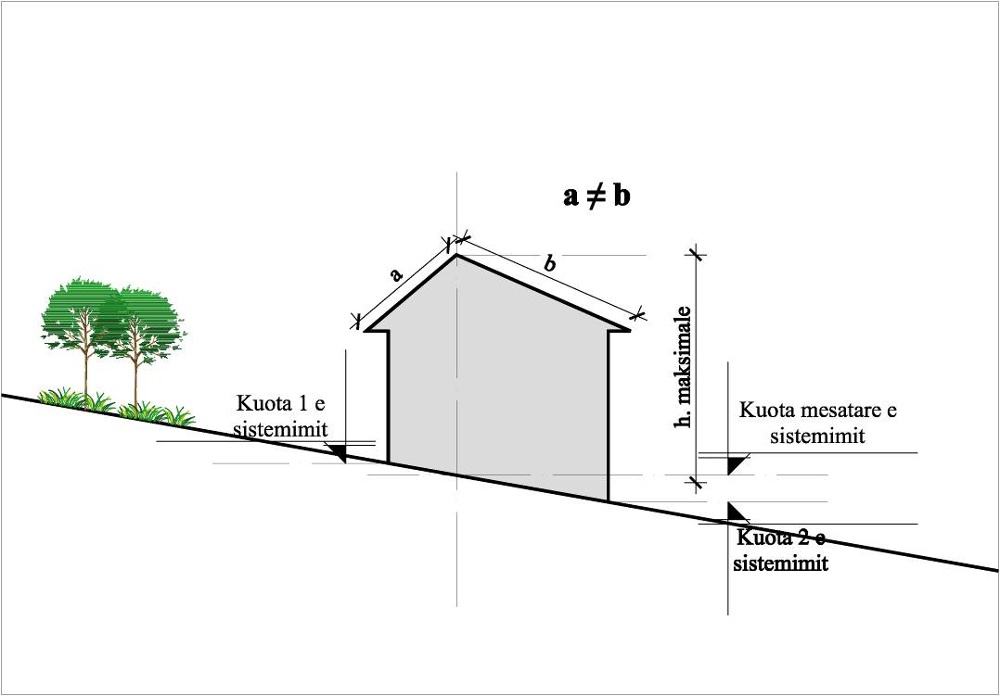 a ≠ b
a
b
h. maksimale
Kuota 1 e
sistemimit
Kuota mesatare e
sistemimit
Kuota 2 e
sistemimit